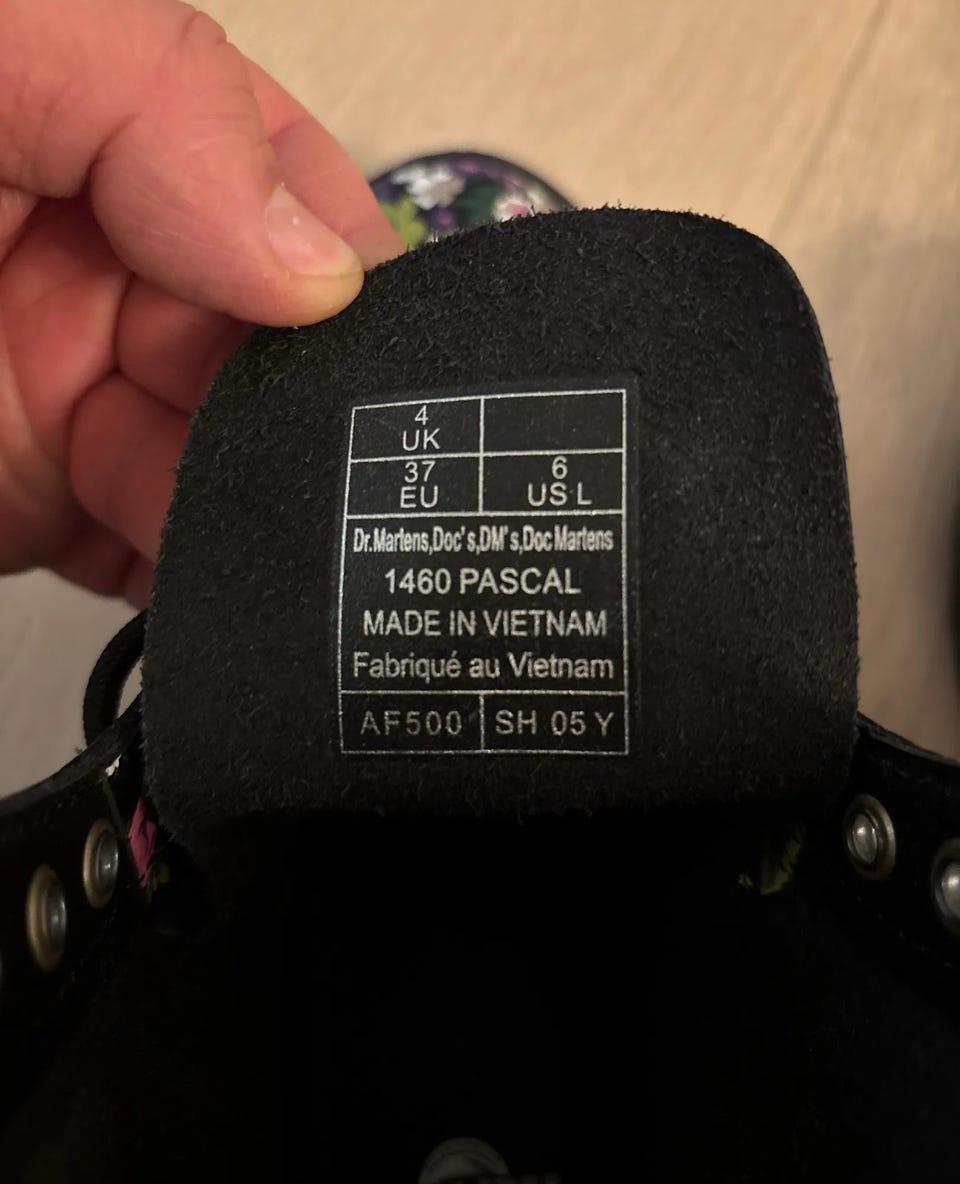 4
UK
37
EU
6
US L
Dr.Martens,Doc's,DM's,Doc Martens
1460 PASCAL
MADE IN VIETNAM
Fabriqué au Vietnam
AF500
SH 05 Y